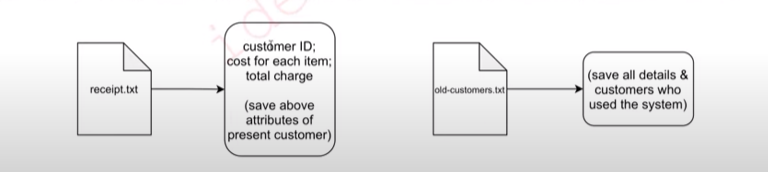 receipt.txt
customer ID;
cost for each item;
total charge
(save above
attributes of
present customer)
old-customers.txt
(save all details &
customers who
used the system)